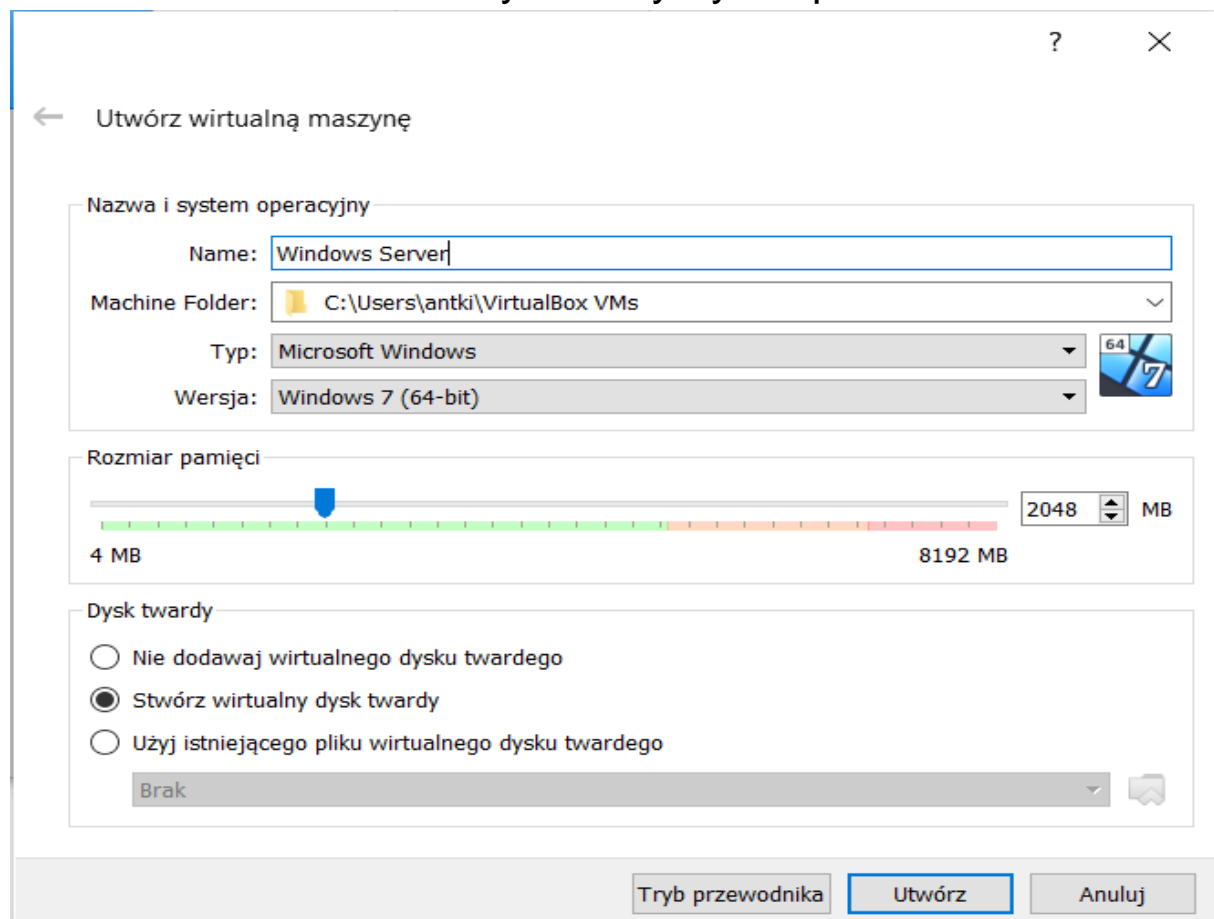 ?
Utwórz wirtualną maszynę
Nazwa i system operacyjny
Name: Windows Server
Machine Folder: C:\Users\antki\VirtualBox VMs
Typ: Microsoft Windows
64
7
Wersja: Windows 7 (64-bit)
Rozmiar pamięci
2048 MB
4 MB 8192 MB
Dysk twardy
Nie dodawaj wirtualnego dysku twardego
Stwórz wirtualny dysk twardy
Użyj istniejącego pliku wirtualnego dysku twardego
Brak
Tryb przewodnika Utwórz Anuluj